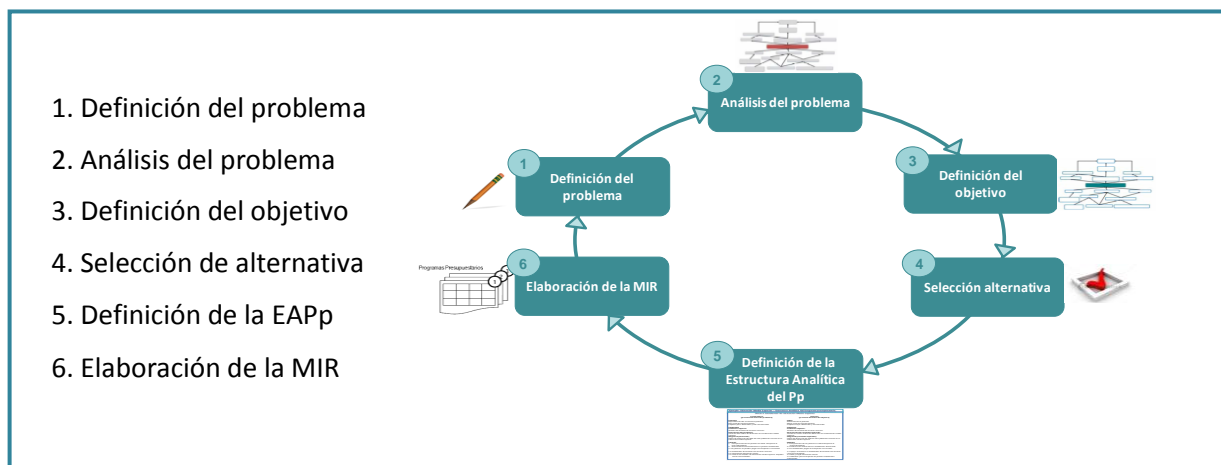 1. Definición del problema
2. Análisis del problema
3. Definición del objetivo
4. Selección de alternativa
5. Definición de la EAPp
6. Elaboración de la MIR
2
Análisis del problema
1
Definición del
problema
3
Definición del
objetivo
Programas Presupuestarios
6
Elaboración de la MIR
4
Selección alternativa
5
Definición de la
Estructura Analítica
del Pp